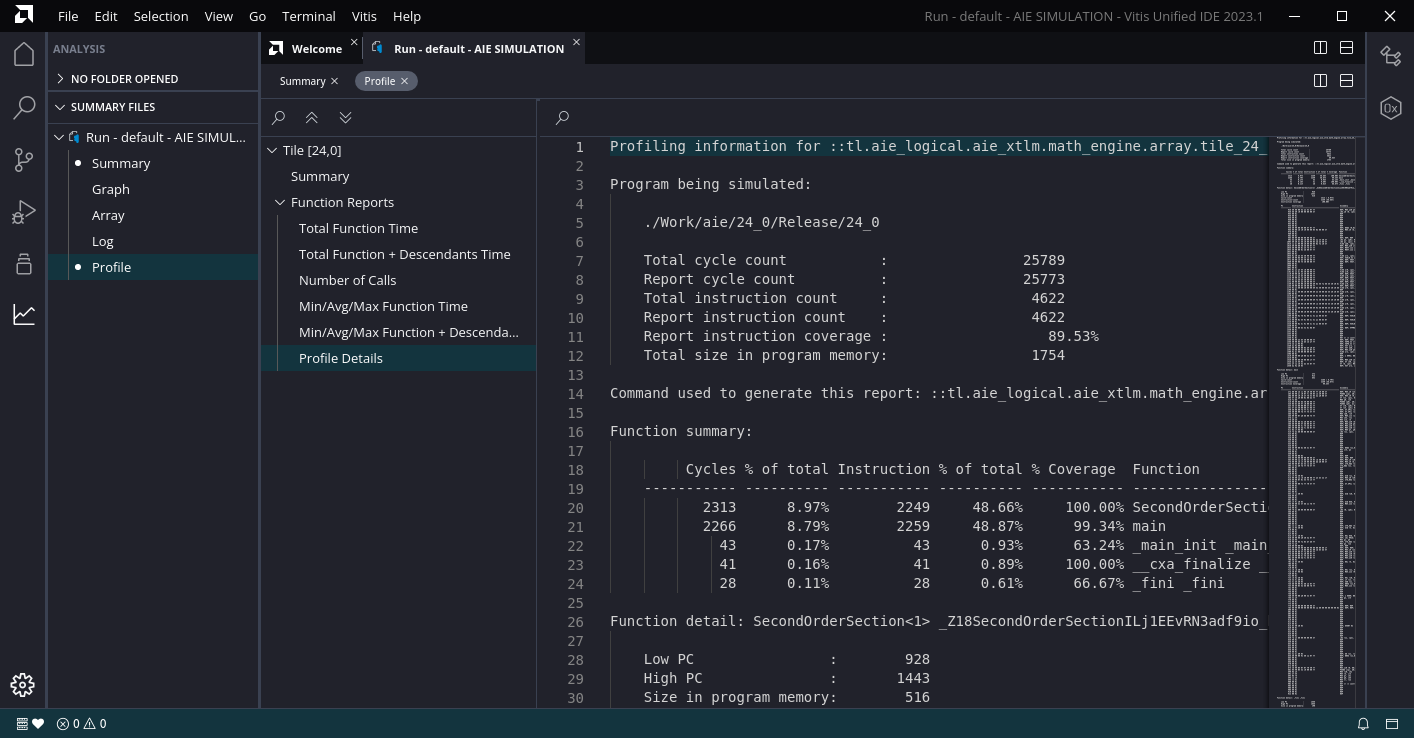 File Edit Selection View Go Terminal Vitis Help
Run - default - AIE SIMULATION - Vitis Unified IDE 2023.1
ANALYSIS
NO FOLDER OPENED
SUMMARY FILES
Run - default - AIE SIMUL...
Summary
Graph
Array
Log
Profile
Welcome Run - default - AIE SIMULATION
Summary Profile
Tile [24,0]
Summary
Function Reports
Total Function Time
Total Function + Descendants Time
Number of Calls
Min/Avg/Max Function Time
Min/Avg/Max Function + Descenda...
Profile Details
1 Profiling information for ::tl.aie_logical.aie_xtlm.math_engine.array.tile_24_
2
3 Program being simulated:
4
5 ./Work/aie/24_0/Release/24_0
6
7 Total cycle count : 25789
8 Report cycle count : 25773
9 Total instruction count : 4622
10 Report instruction count : 4622
11 Report instruction coverage : 89.53%
12 Total size in program memory: 1754
13
14 Command used to generate this report: ::tl.aie_logical.aie_xtlm.math_engine.ar
15
16 Function summary:
17
18 Cycles % of total Instruction % of total % Coverage Function
19 ----------- ---------- ----------- ---------- ----------- ----------------
20 2313 8.97% 2249 48.66% 100.00% SecondOrderSecti
21 2266 8.79% 2259 48.87% 99.34% main
22 43 0.17% 43 0.93% 63.24% _main_init _main_
23 41 0.16% 41 0.89% 100.00% __cxa_finalize _
24 28 0.11% 28 0.61% 66.67% _fini _fini
25
26 Function detail: SecondOrderSection<1> _Z18SecondOrderSectionILj1EEvRN3adf9io_
27
28 Low PC : 928
29 High PC : 1443
30 Size in program memory: 516
0x
0 0